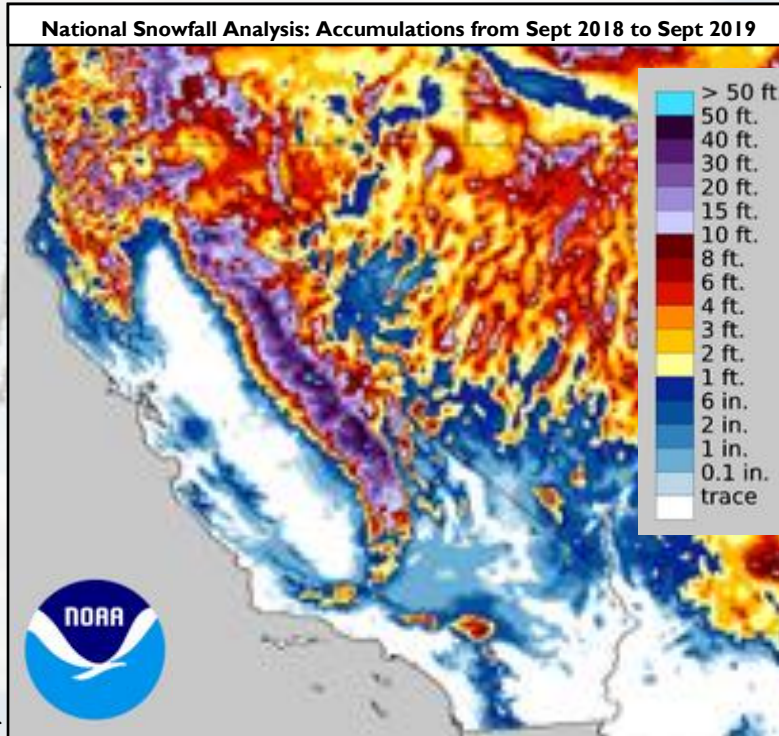 National Snowfall Analysis: Accumulations from Sept 2018 to Sept 2019
> 50 ft
50 ft.
40 ft.
30 ft.
20 ft.
15 ft.
10 ft.
8 ft.
6 ft.
4 ft.
3 ft.
2 ft.
1 ft.
6 in.
2 in.
1 in.
0.1 in.
trace
NOAA